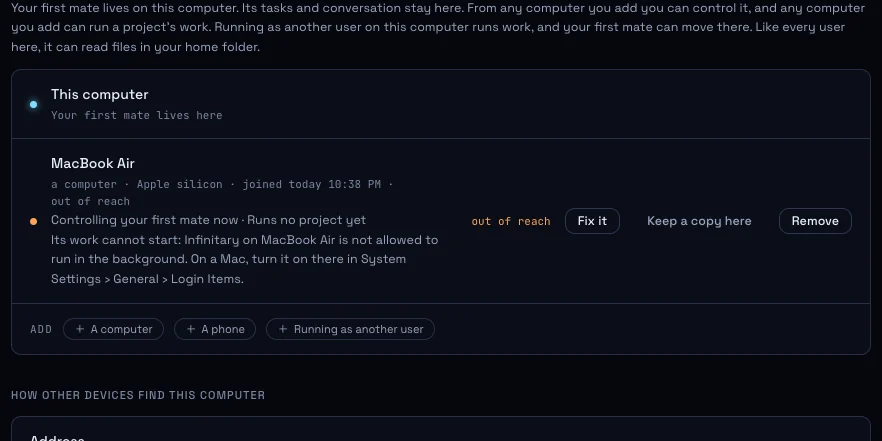 Your first mate lives on this computer. Its tasks and conversation stay here. From any computer you add you can control it, and any computer
you add can run a project's work. Running as another user on this computer runs work, and your first mate can move there. Like every user
here, it can read files in your home folder.
This computer
Your first mate lives here
MacBook Air
a computer · Apple silicon · joined today 10:38 PM ·
out of reach
Controlling your first mate now · Runs no project yet
Its work cannot start: Infinitary on MacBook Air is not allowed to
run in the background. On a Mac, turn it on there in System
Settings > General > Login Items.
out of reach
Fix it
Keep a copy here
Remove
ADD
+ A computer
+ A phone
+ Running as another user
HOW OTHER DEVICES FIND THIS COMPUTER
Address